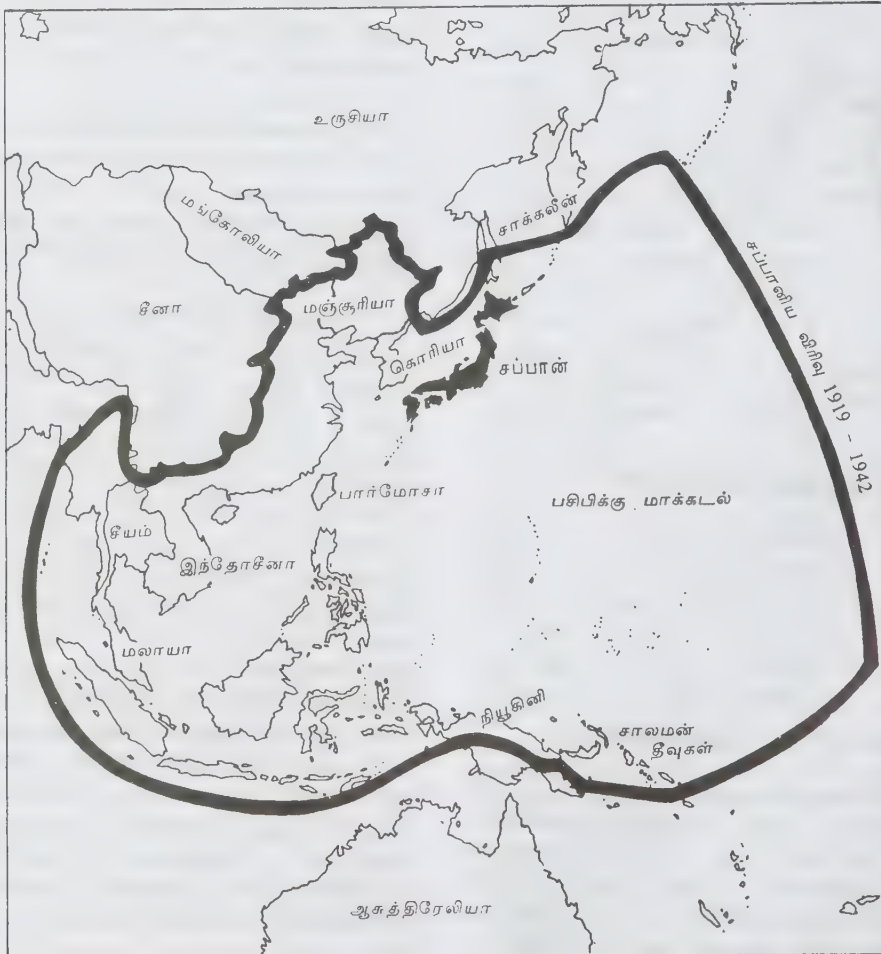 உருசியா
மங்கோலியா
சாக்கலீன்
சீனா
மஞ்சூரியா
கொரியா
சப்பான்
சப்பானிய விரிவு 1919 - 1942
பார்மோசா
பசிபிக்கு மாக்கடல்
சீயம்
இந்தோசீனா
மலாயா
நியூகினி
சாலமன்
தீவுகள்
ஆசுத்திரேலியா